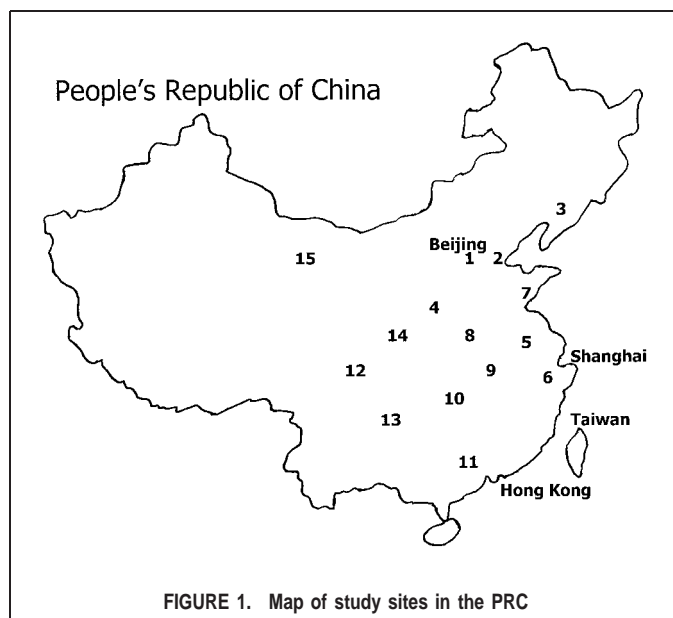 People's Republic of China
3
Beijing
15 1 2
7
4
14 8 5
Shanghai
12 9 6
10
13 Taiwan
11
Hong Kong
FIGURE 1. Map of study sites in the PRC